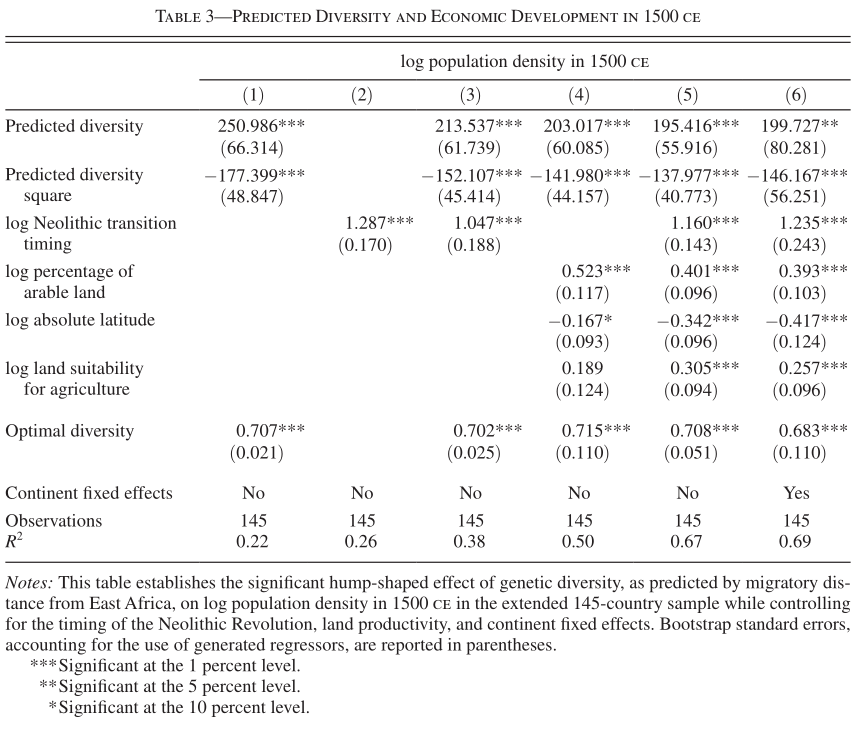 TABLE 3—PREDICTED DIVERSITY AND ECONOMIC DEVELOPMENT IN 1500 CE
log population density in 1500 CE
(1) (2) (3) (4) (5) (6)
Predicted diversity 250.986*** 213.537*** 203.017*** 195.416*** 199.727**
(66.314) (61.739) (60.085) (55.916) (80.281)
Predicted diversity −177.399*** −152.107*** −141.980*** −137.977*** −146.167***
square (48.847) (45.414) (44.157) (40.773) (56.251)
log Neolithic transition 1.287*** 1.047*** 1.160*** 1.235***
timing (0.170) (0.188) (0.143) (0.243)
log percentage of 0.523*** 0.401*** 0.393***
arable land (0.117) (0.096) (0.103)
log absolute latitude −0.167* −0.342*** −0.417***
(0.093) (0.096) (0.124)
log land suitability 0.189 0.305*** 0.257***
for agriculture (0.124) (0.094) (0.096)
Optimal diversity 0.707*** 0.702*** 0.715*** 0.708*** 0.683***
(0.021) (0.025) (0.110) (0.051) (0.110)
Continent fixed effects No No No No No Yes
Observations 145 145 145 145 145 145
R² 0.22 0.26 0.38 0.50 0.67 0.69
Notes: This table establishes the significant hump-shaped effect of genetic diversity, as predicted by migratory dis-
tance from East Africa, on log population density in 1500 CE in the extended 145-country sample while controlling
for the timing of the Neolithic Revolution, land productivity, and continent fixed effects. Bootstrap standard errors,
accounting for the use of generated regressors, are reported in parentheses.
***Significant at the 1 percent level.
**Significant at the 5 percent level.
*Significant at the 10 percent level.